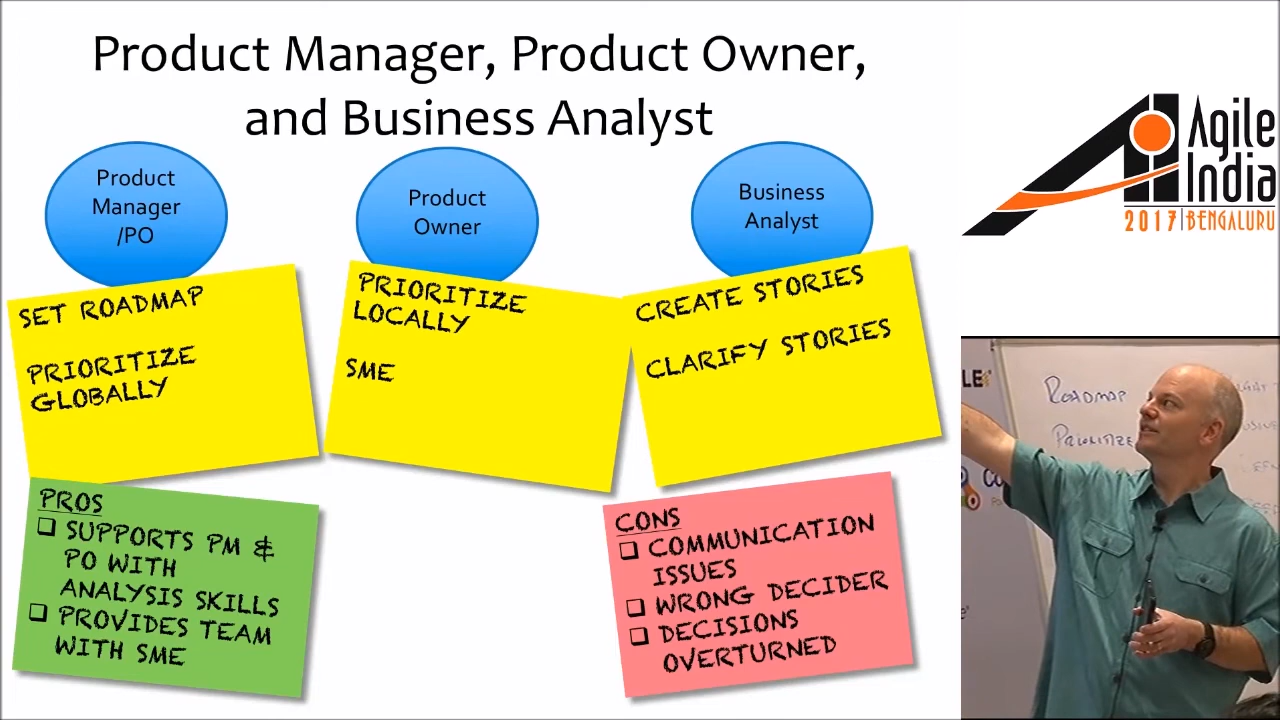 Product Manager, Product Owner,
and Business Analyst
Product
Manager
/PO
Product
Owner
Business
Analyst
SET ROADMAP
PRIORITIZE
GLOBALLY
PRIORITIZE
LOCALLY
SME
CREATE STORIES
CLARIFY STORIES
PROS
❑ SUPPORTS PM &
PO WITH
ANALYSIS SKILLS
❑ PROVIDES TEAM
WITH SME
CONS
❑ COMMUNICATION
ISSUES
❑ WRONG DECIDER
❑ DECISIONS
OVERTURNED
Agile
India
2017 | BENGALURU
ROADMAP
PRIORITIZE